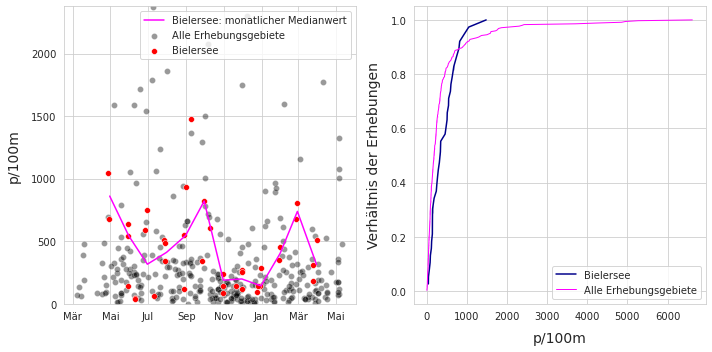 Bielersee: monatlicher Medianwert
Alle Erhebungsgebiete
Bielersee
p/100m
2000
1500
1000
500
0
Mär Mai Jul Sep Nov Jan Mär Mai
Verhältnis der Erhebungen
1.0
0.8
0.6
0.4
0.2
0.0
Bielersee
Alle Erhebungsgebiete
0 1000 2000 3000 4000 5000 6000
p/100m